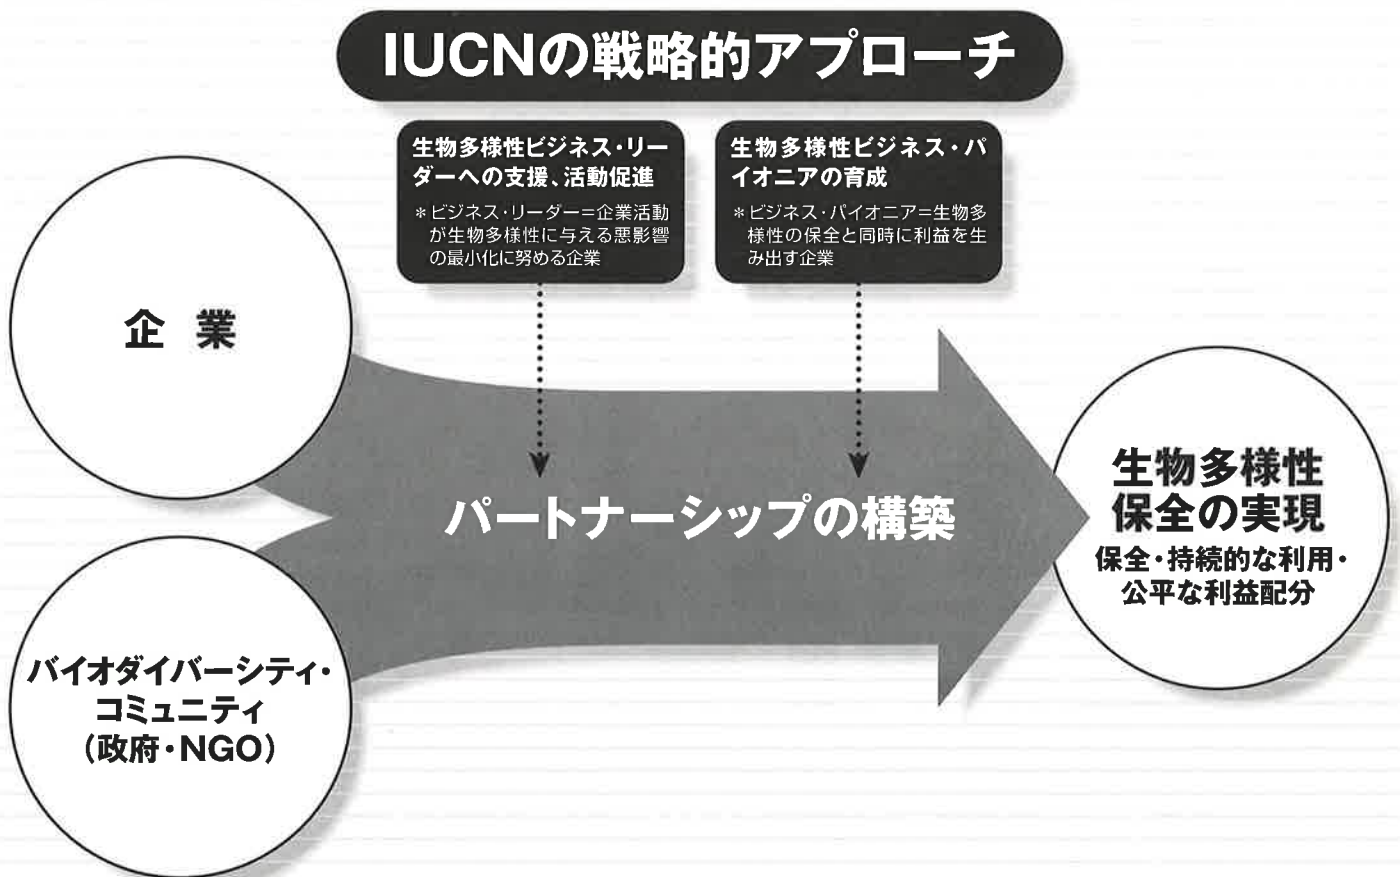 IUCNの戦略的アプローチ
生物多様性ビジネス・リー
ダーへの支援、活動促進
*ビジネス・リーダー=企業活動
が生物多様性に与える悪影響
の最小化に努める企業
生物多様性ビジネス・パ
イオニアの育成
*ビジネス・パイオニア=生物多
様性の保全と同時に利益を生
み出す企業
企 業
パートナーシップの構築
バイオダイバーシティ・
コミュニティ
(政府・NGO)
生物多様性
保全の実現
保全・持続的な利用・
公平な利益配分